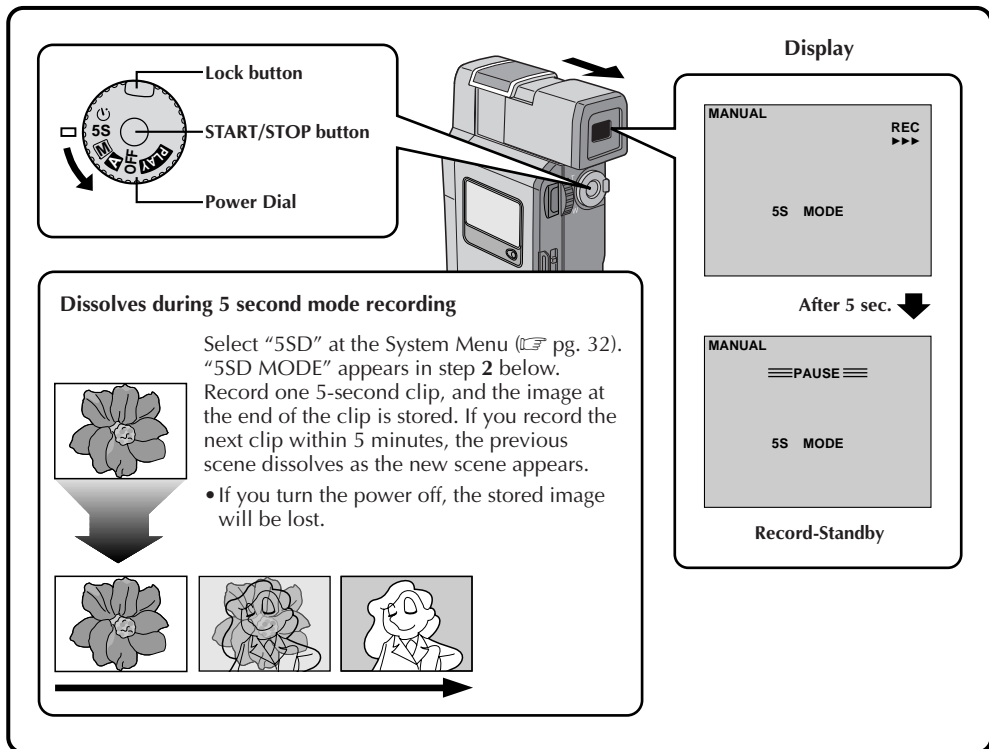 Lock button
START/STOP button
Power Dial
5S
M
A
OFF
PLAY
Display
MANUAL
REC
5S MODE
After 5 sec.
MANUAL
PAUSE
5S MODE
Record-Standby
Dissolves during 5 second mode recording
Select “5SD” at the System Menu (☞ pg. 32).
“5SD MODE” appears in step 2 below.
Record one 5-second clip, and the image at
the end of the clip is stored. If you record the
next clip within 5 minutes, the previous
scene dissolves as the new scene appears.
•If you turn the power off, the stored image
will be lost.